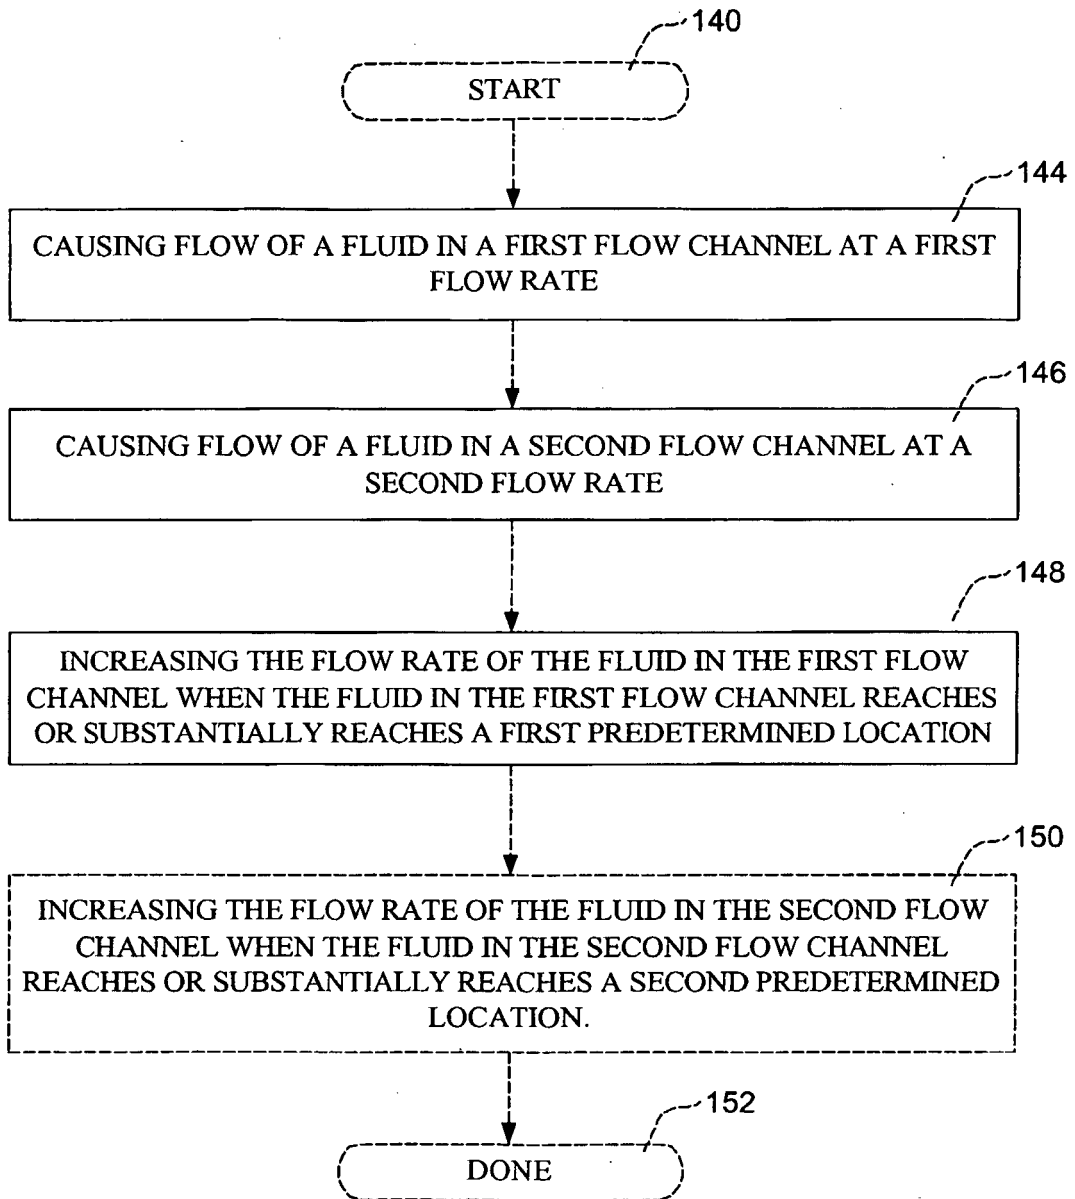 140
START
144
CAUSING FLOW OF A FLUID IN A FIRST FLOW CHANNEL AT A FIRST
FLOW RATE
146
CAUSING FLOW OF A FLUID IN A SECOND FLOW CHANNEL AT A
SECOND FLOW RATE
148
INCREASING THE FLOW RATE OF THE FLUID IN THE FIRST FLOW
CHANNEL WHEN THE FLUID IN THE FIRST FLOW CHANNEL REACHES
OR SUBSTANTIALLY REACHES A FIRST PREDETERMINED LOCATION
150
INCREASING THE FLOW RATE OF THE FLUID IN THE SECOND FLOW
CHANNEL WHEN THE FLUID IN THE SECOND FLOW CHANNEL
REACHES OR SUBSTANTIALLY REACHES A SECOND PREDETERMINED
LOCATION.
152
DONE